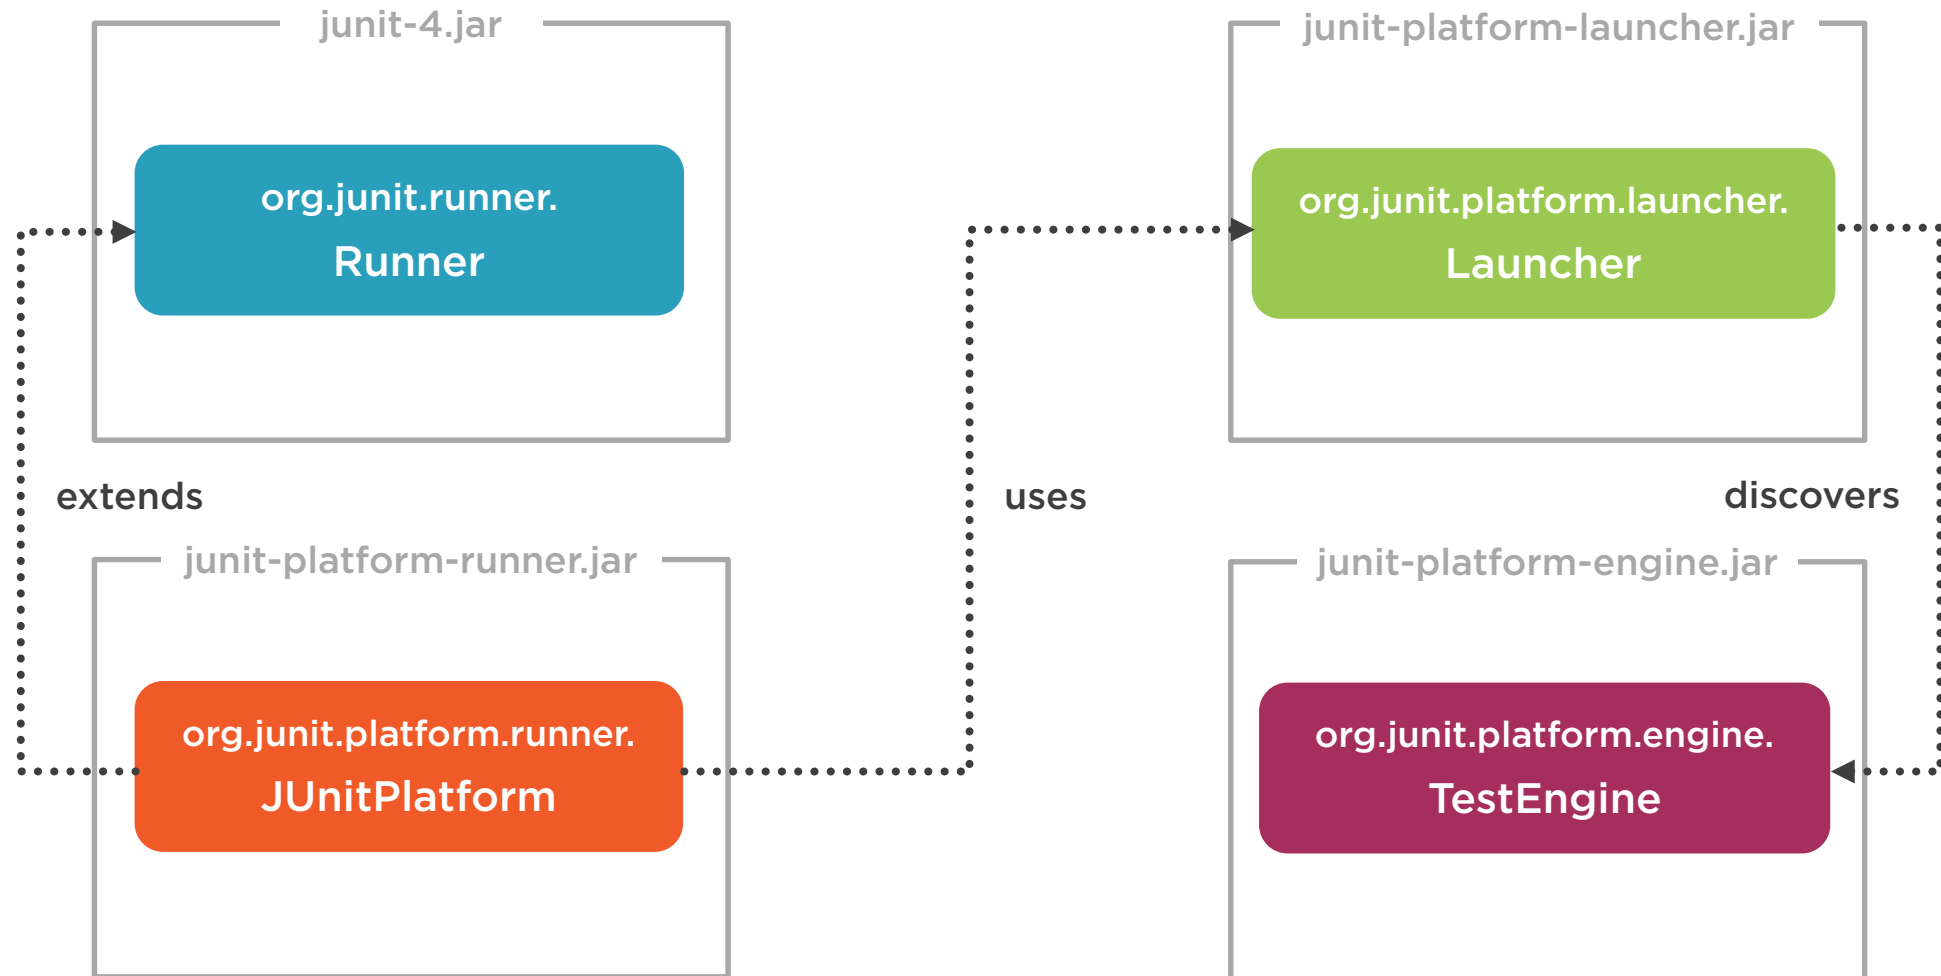 junit-4.jar
org.junit.runner.
Runner
junit-platform-launcher.jar
org.junit.platform.launcher.
Launcher
extends
uses
discovers
junit-platform-runner.jar
org.junit.platform.runner.
JUnitPlatform
junit-platform-engine.jar
org.junit.platform.engine.
TestEngine